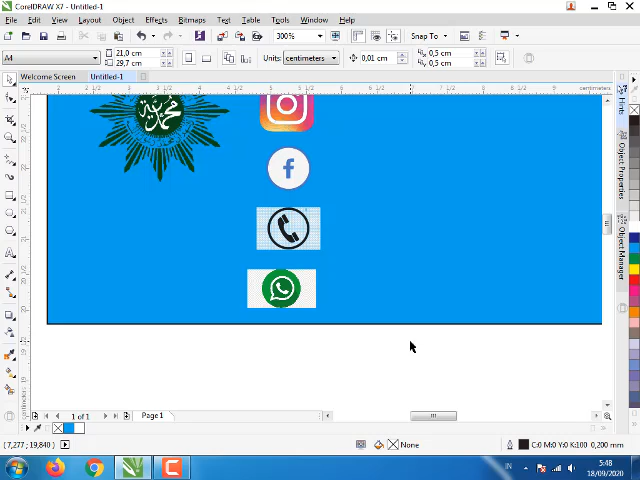 CorelDRAW X7 - Untitled-1
File Edit View Layout Object Effects Bitmaps Text Table Tools Window Help
300% Snap To
A4 21,0 cm 29,7 cm Units: centimeters 0,01 cm 0,5 cm 0,5 cm
Welcome Screen Untitled-1
centimeters
Hints
Object Properties
Object Manager
1 of 1 Page 1
(7,277 ; 19,840) None C:0 M:0 Y:0 K:100 0,200 mm
IN 5:48
18/09/2020